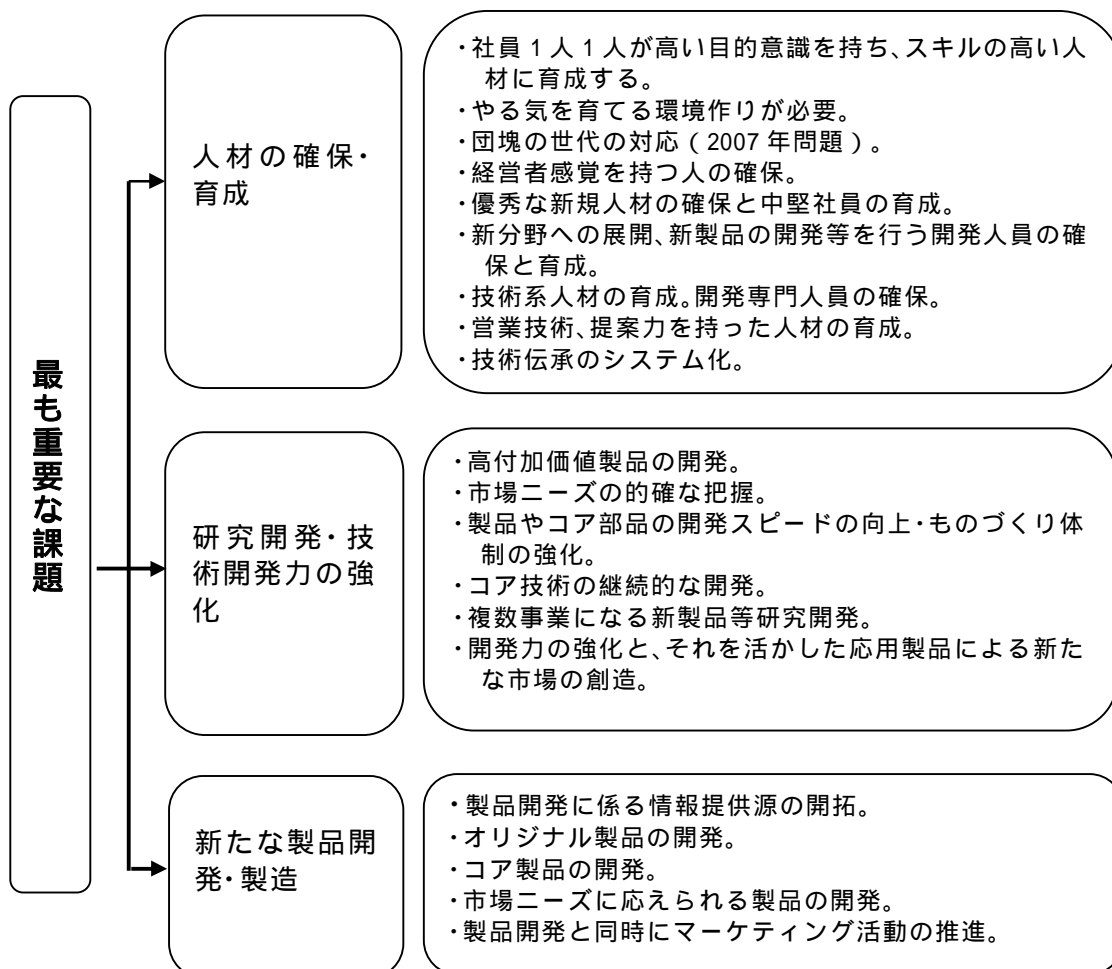 最も重要な課題
人材の確保・
育成
・社員１人１人が高い目的意識を持ち、スキルの高い人
材に育成する。
・やる気を育てる環境作りが必要。
・団塊の世代の対応（2007 年問題）。
・経営者感覚を持つ人の確保。
・優秀な新規人材の確保と中堅社員の育成。
・新分野への展開、新製品の開発等を行う開発人員の確
保と育成。
・技術系人材の育成。開発専門人員の確保。
・営業技術、提案力を持った人材の育成。
・技術伝承のシステム化。
研究開発・技
術開発力の強
化
・高付加価値製品の開発。
・市場ニーズの的確な把握。
・製品やコア部品の開発スピードの向上・ものづくり体
制の強化。
・コア技術の継続的な開発。
・複数事業になる新製品等研究開発。
・開発力の強化と、それを活かした応用製品による新た
な市場の創造。
新たな製品開
発・製造
・製品開発に係る情報提供源の開拓。
・オリジナル製品の開発。
・コア製品の開発。
・市場ニーズに応えられる製品の開発。
・製品開発と同時にマーケティング活動の推進。